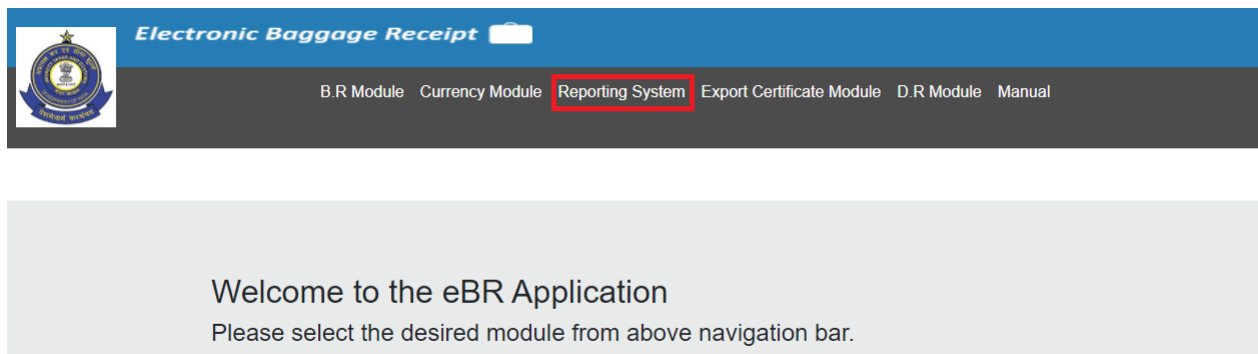 Electronic Baggage Receipt
B.R Module Currency Module Reporting System Export Certificate Module D.R Module Manual
Welcome to the eBR Application
Please select the desired module from above navigation bar.